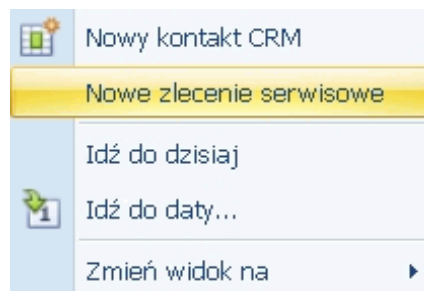 Nowy kontakt CRM
Nowe zlecenie serwisowe
Idź do dzisiaj
Idź do daty...
Zmień widok na